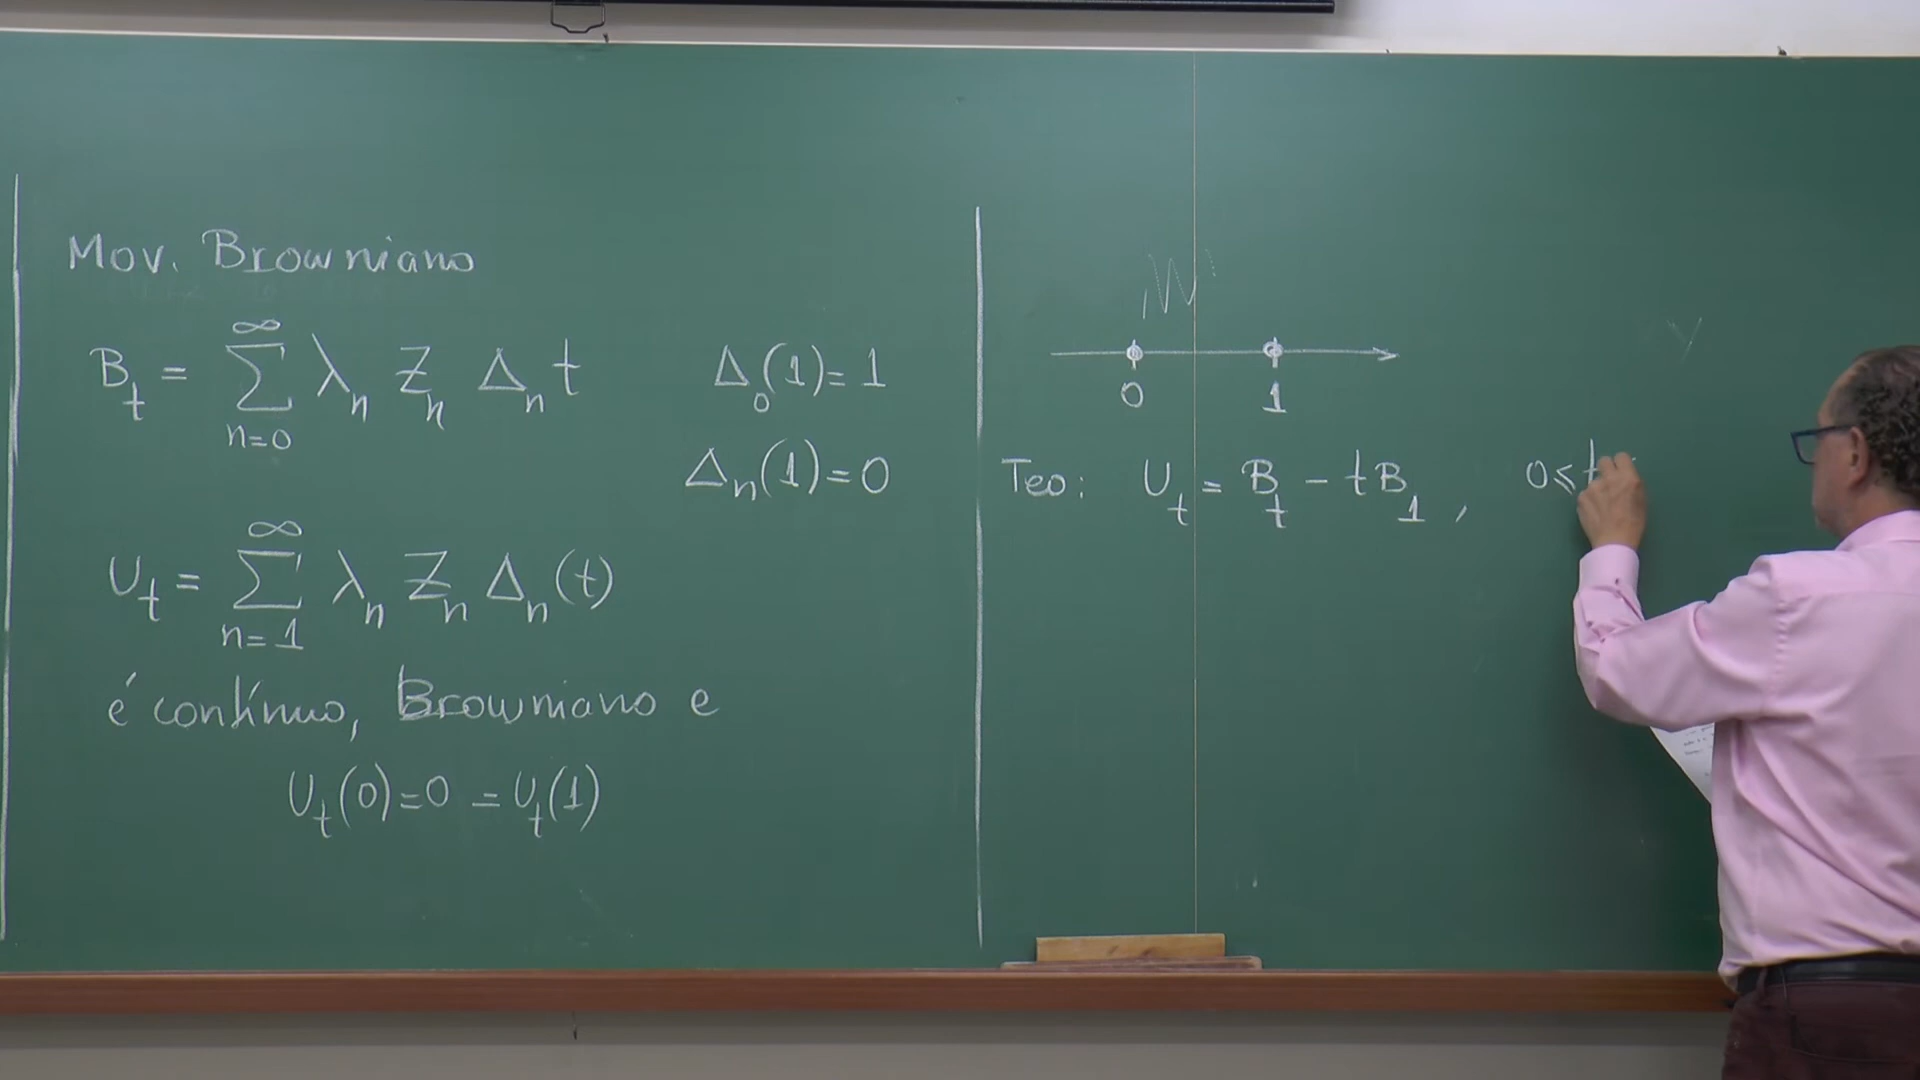 Mov. Browniano
B_t = ∑_{n=0}^{∞} λ_n Z_n Δ_n t
Δ_0(1) = 1
Δ_n(1) = 0
U_t = ∑_{n=1}^{∞} λ_n Z_n Δ_n(t)
é contínuo, Browniano e
U_t(0) = 0 = U_t(1)
0 1
Teo: U_t = B_t - t B_1 , 0 ≤ t